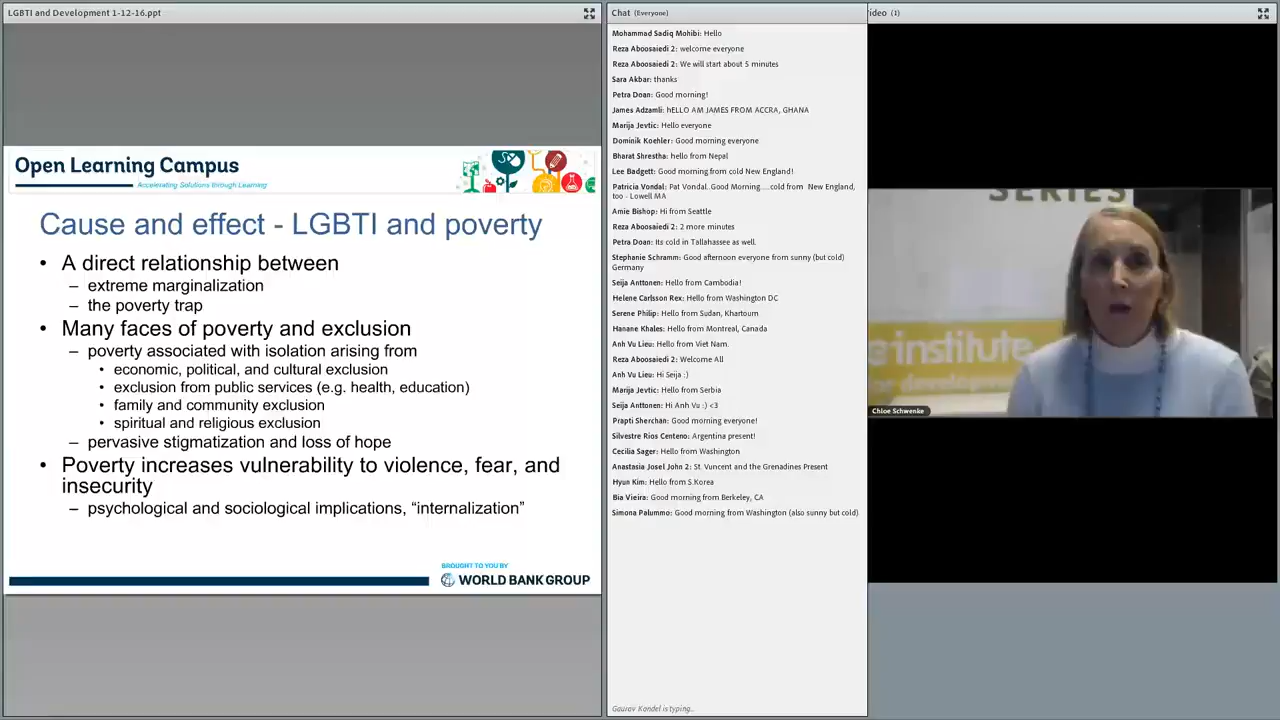 LGBTI and Development 1-12-16.ppt
Open Learning Campus
Accelerating Solutions through Learning
Cause and effect - LGBTI and poverty
• A direct relationship between
– extreme marginalization
– the poverty trap
• Many faces of poverty and exclusion
– poverty associated with isolation arising from
• economic, political, and cultural exclusion
• exclusion from public services (e.g. health, education)
• family and community exclusion
• spiritual and religious exclusion
– pervasive stigmatization and loss of hope
• Poverty increases vulnerability to violence, fear, and
insecurity
– psychological and sociological implications, “internalization”
BROUGHT TO YOU BY
WORLD BANK GROUP
Chat (Everyone)
Mohammad Sadiq Mohibi: Hello
Reza Aboosaiedi 2: welcome everyone
Reza Aboosaiedi 2: We will start about 5 minutes
Sara Akbar: thanks
Petra Doan: Good morning!
James Adzamli: hELLO AM JAMES FROM ACCRA, GHANA
Marija Jevtic: Hello everyone
Dominik Koehler: Good morning everyone
Bharat Shrestha: hello from Nepal
Lee Badgett: Good morning from cold New England!
Patricia Vondal: Pat Vondal..Good Morning.....cold from New England,
too - Lowell MA
Amie Bishop: Hi from Seattle
Reza Aboosaiedi 2: 2 more minutes
Petra Doan: Its cold in Tallahassee as well.
Stephanie Schramm: Good afternoon everyone from sunny (but cold)
Germany
Seija Anttonen: Hello from Cambodia!
Helene Carlsson Rex: Hello from Washington DC
Serene Philip: Hello from Sudan, Khartoum
Hanane Khales: Hello from Montreal, Canada
Anh Vu Lieu: Hello from Viet Nam.
Reza Aboosaiedi 2: Welcome All
Anh Vu Lieu: Hi Seija :)
Marija Jevtic: Hello from Serbia
Seija Anttonen: Hi Anh Vu :) <3
Prapti Sherchan: Good morning everyone!
Silvestre Rios Centeno: Argentina present!
Cecilia Sager: Hello from Washington
Anastasia Josel John 2: St. Vuncent and the Grenadines Present
Hyun Kim: Hello from S.Korea
Bia Vieira: Good morning from Berkeley, CA
Simona Palummo: Good morning from Washington (also sunny but cold)
Gaurav Kandel is typing...
ideo (1)
SERIES
e institute
or develop
Chloe Schwenke